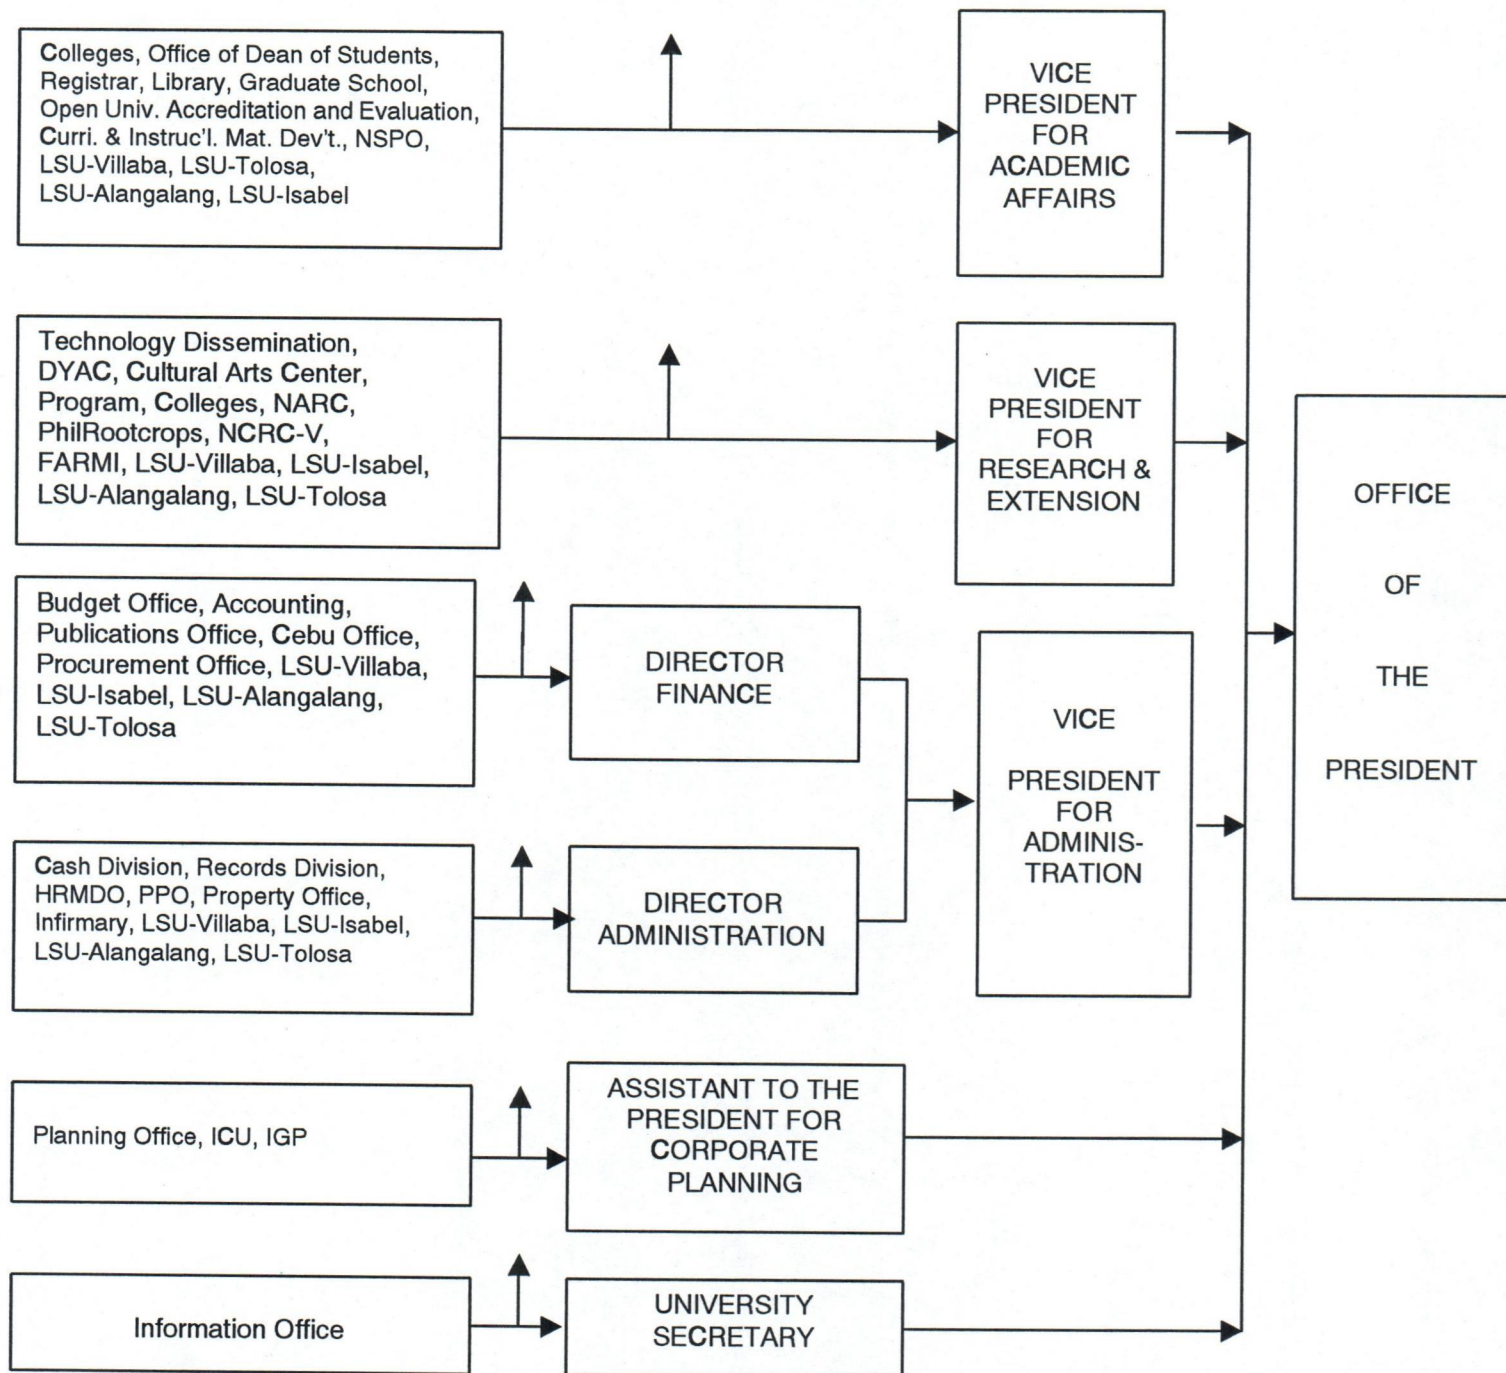 Colleges, Office of Dean of Students,
Registrar, Library, Graduate School,
Open Univ. Accreditation and Evaluation,
Curri. & Instruc'l. Mat. Dev't., NSPO,
LSU-Villaba, LSU-Tolosa,
LSU-Alangalang, LSU-Isabel
VICE
PRESIDENT
FOR
ACADEMIC
AFFAIRS
Technology Dissemination,
DYAC, Cultural Arts Center,
Program, Colleges, NARC,
PhilRootcrops, NCRC-V,
FARMI, LSU-Villaba, LSU-Isabel,
LSU-Alangalang, LSU-Tolosa
VICE
PRESIDENT
FOR
RESEARCH &
EXTENSION
Budget Office, Accounting,
Publications Office, Cebu Office,
Procurement Office, LSU-Villaba,
LSU-Isabel, LSU-Alangalang,
LSU-Tolosa
DIRECTOR
FINANCE
Cash Division, Records Division,
HRMDO, PPO, Property Office,
Infirmary, LSU-Villaba, LSU-Isabel,
LSU-Alangalang, LSU-Tolosa
DIRECTOR
ADMINISTRATION
VICE
PRESIDENT
FOR
ADMINIS-
TRATION
Planning Office, ICU, IGP
ASSISTANT TO THE
PRESIDENT FOR
CORPORATE
PLANNING
Information Office
UNIVERSITY
SECRETARY
OFFICE
OF
THE
PRESIDENT